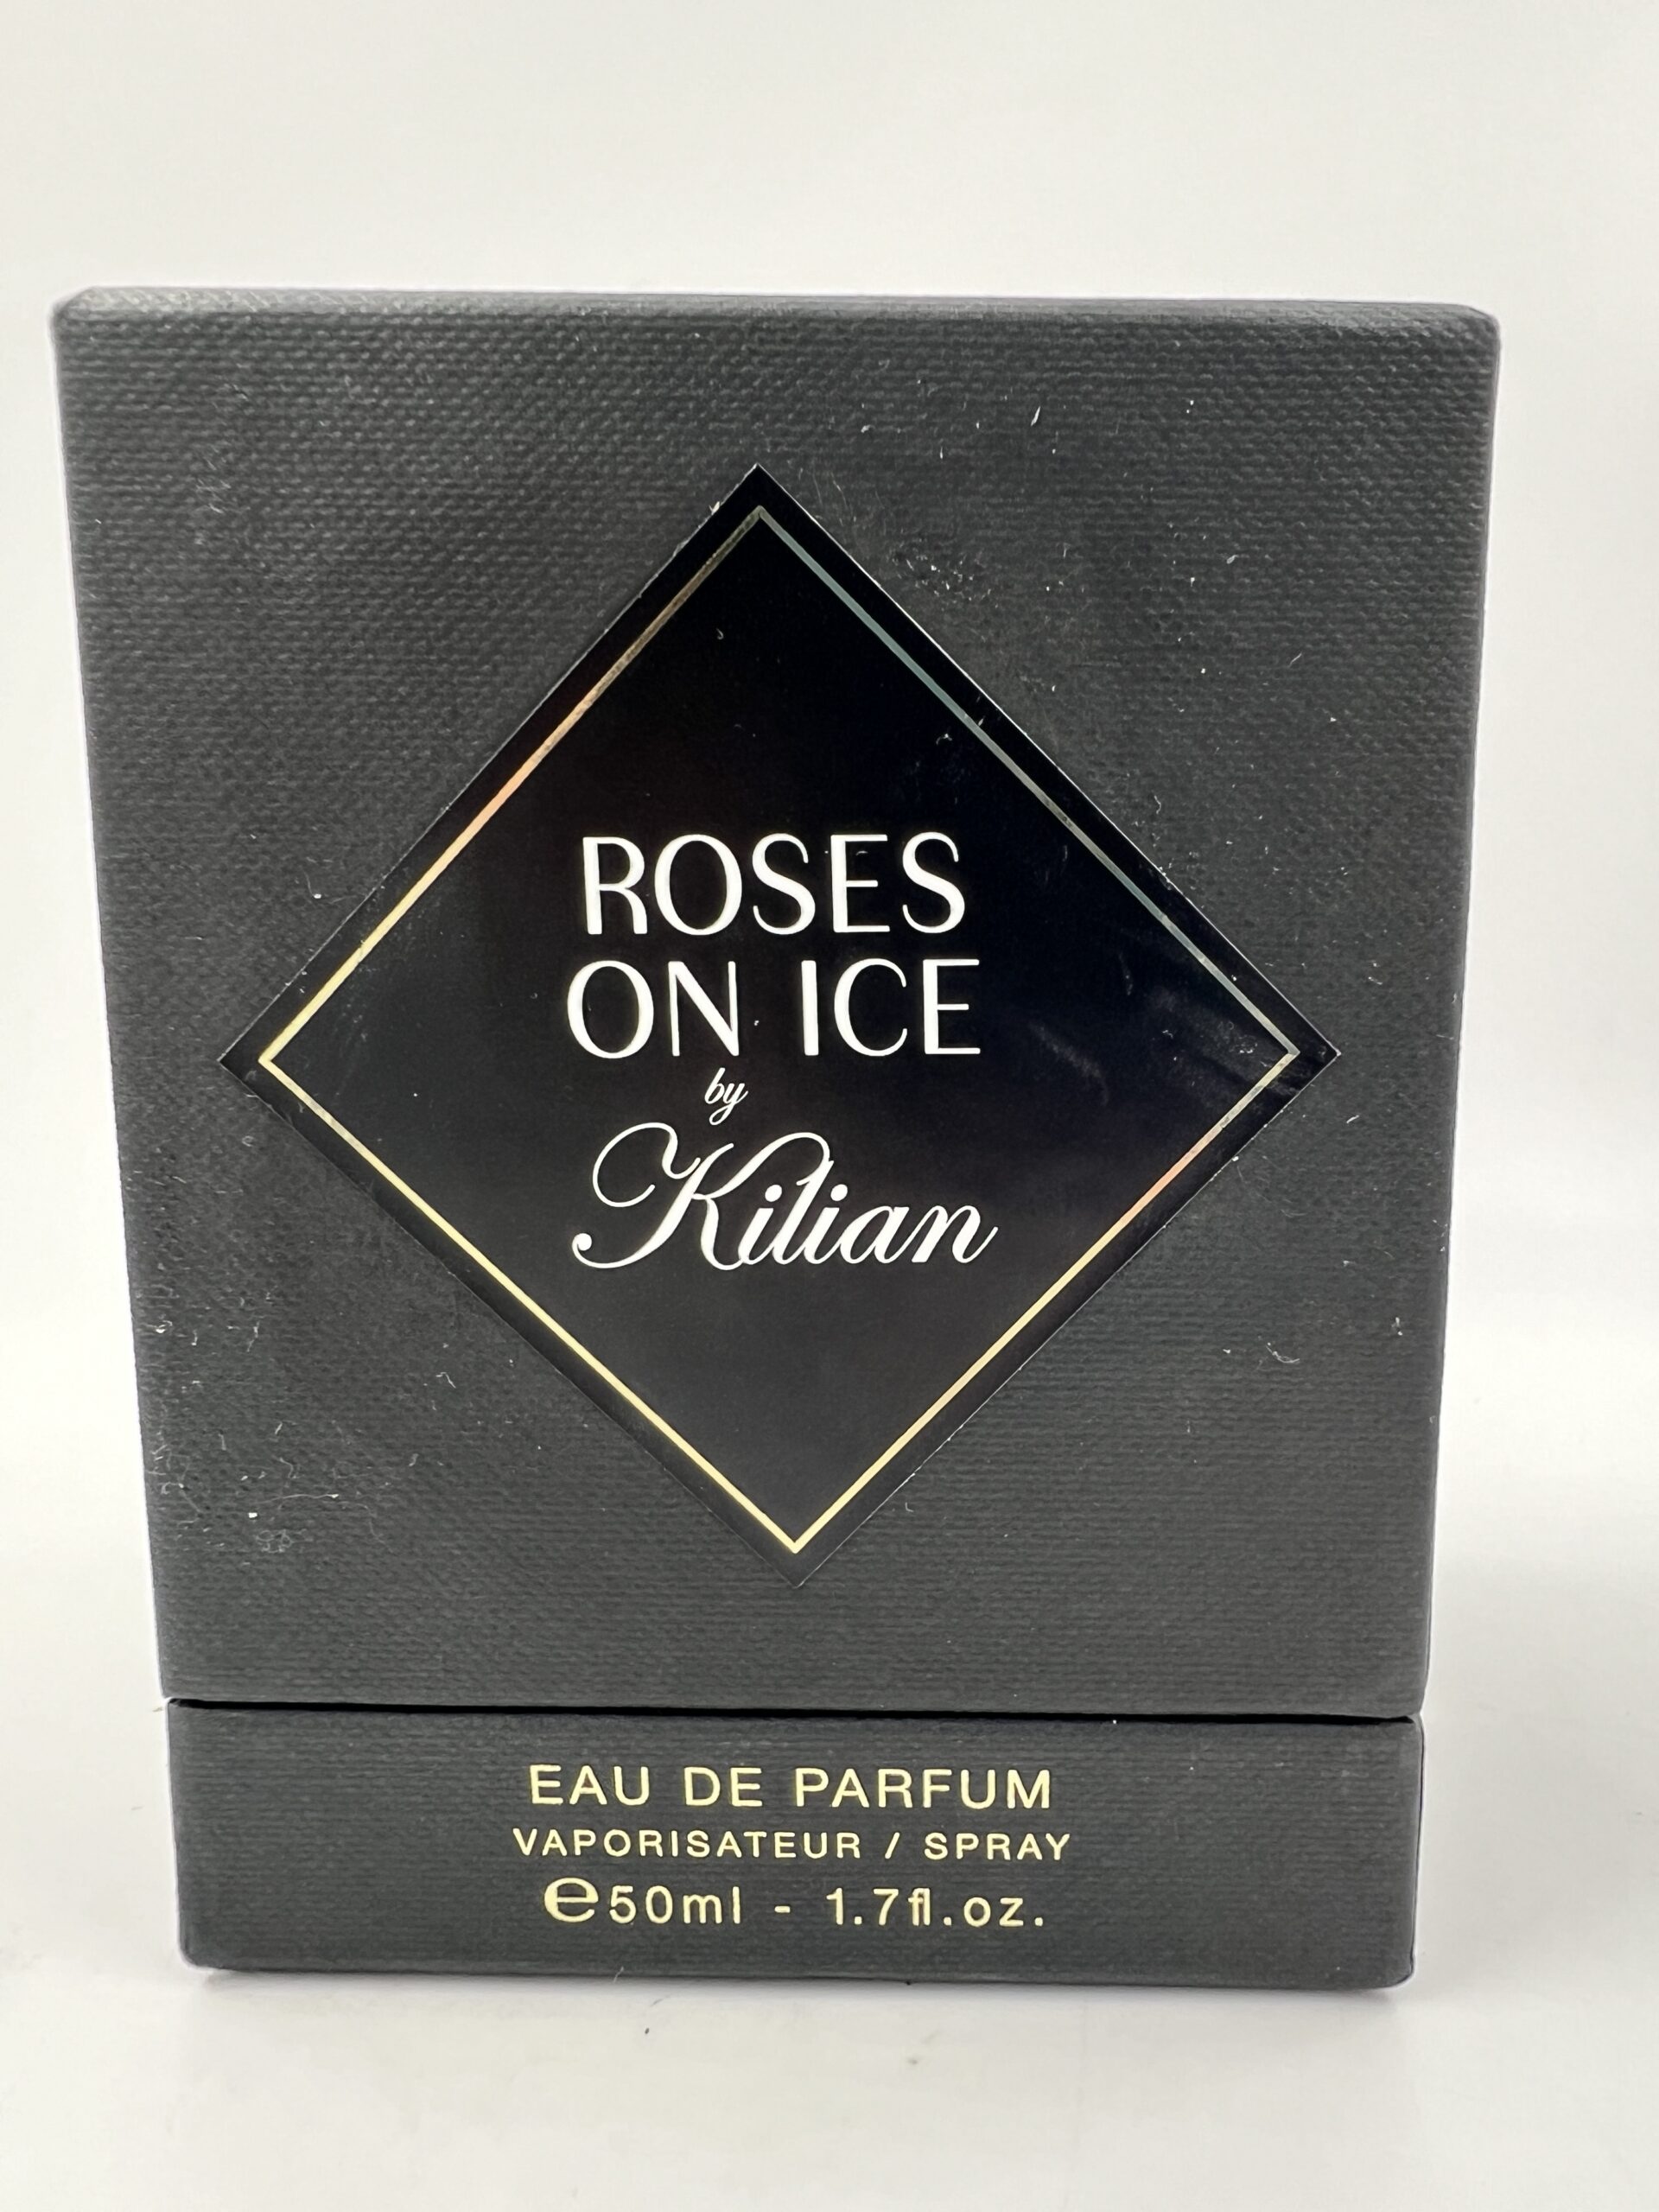 ROSES
ON ICE
by
Kilian
EAU DE PARFUM
VAPORISATEUR / SPRAY
℮50ml - 1.7fl.oz.